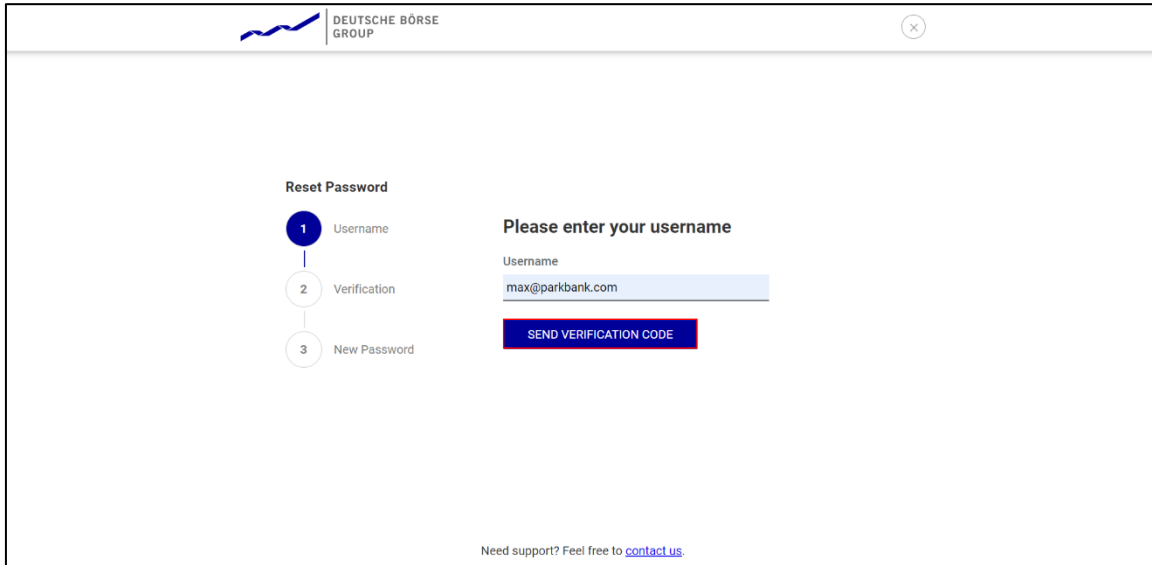 DEUTSCHE BÖRSE
GROUP
Reset Password
1 Username
2 Verification
3 New Password
Please enter your username
Username
max@parkbank.com
SEND VERIFICATION CODE
Need support? Feel free to contact us.